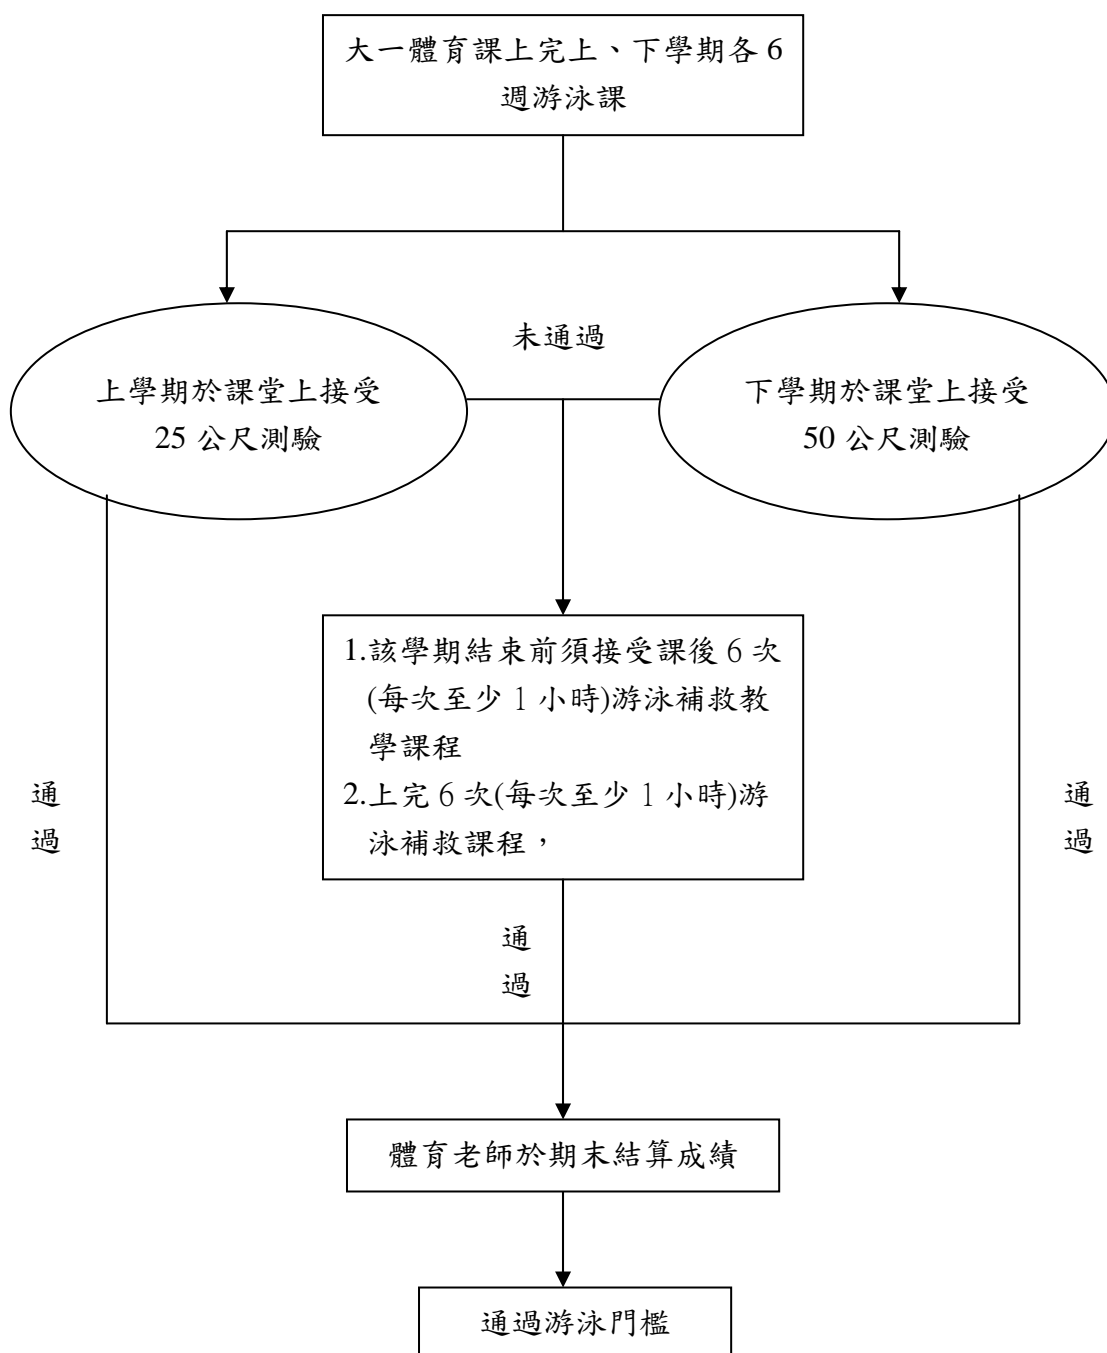 大一體育課上完上、下學期各 6
週游泳課
未通過
上學期於課堂上接受
25 公尺測驗
下學期於課堂上接受
50 公尺測驗
1.該學期結束前須接受課後 6 次
(每次至少 1 小時)游泳補救教
學課程
2.上完 6 次(每次至少 1 小時)游
泳補救課程，
通
過
通
過
通
過
體育老師於期末結算成績
通過游泳門檻